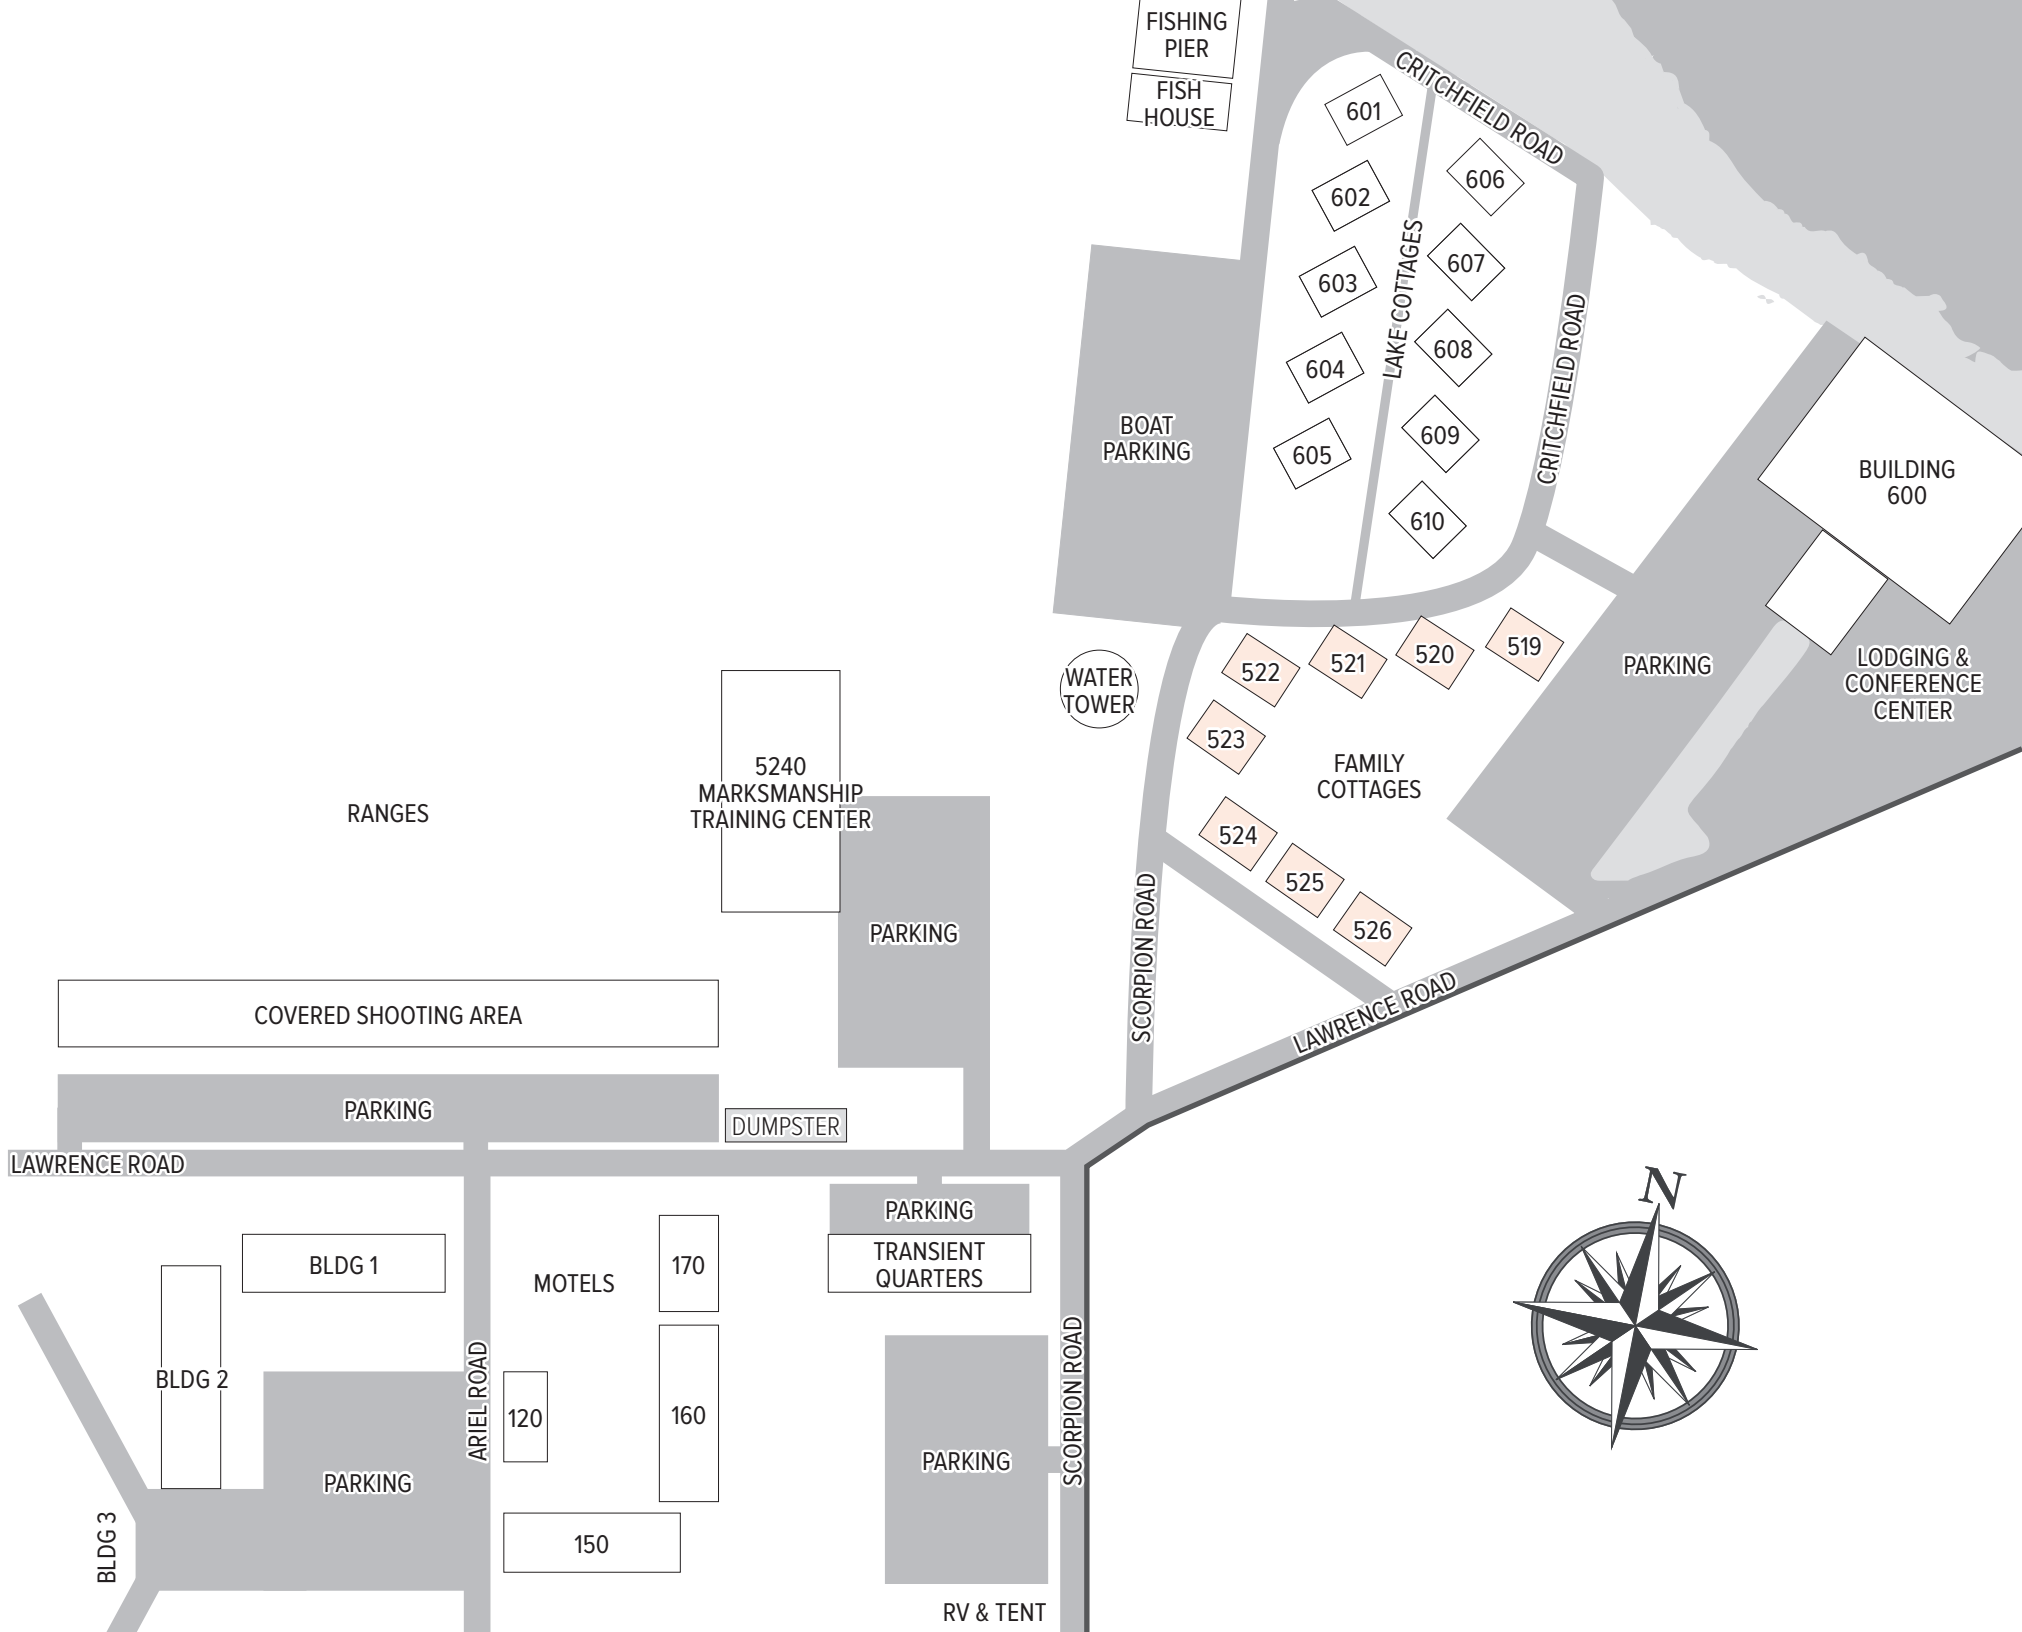 FISHING
PIER
FISH
HOUSE
CRITCHFIELD ROAD
601
606
602
LAKE COTTAGES
607
603
CRITCHFIELD ROAD
608
604
BOAT
PARKING
609
605
610
BUILDING
600
522
521
520
519
PARKING
LODGING &
CONFERENCE
CENTER
WATER
TOWER
523
FAMILY
COTTAGES
5240
MARKSMANSHIP
TRAINING CENTER
RANGES
524
525
526
PARKING
SCORPION ROAD
LAWRENCE ROAD
COVERED SHOOTING AREA
PARKING
DUMPSTER
LAWRENCE ROAD
PARKING
TRANSIENT
QUARTERS
N
BLDG 1
MOTELS
170
BLDG 2
ARIEL ROAD
120
160
SCORPION ROAD
PARKING
PARKING
BLDG 3
150
RV & TENT